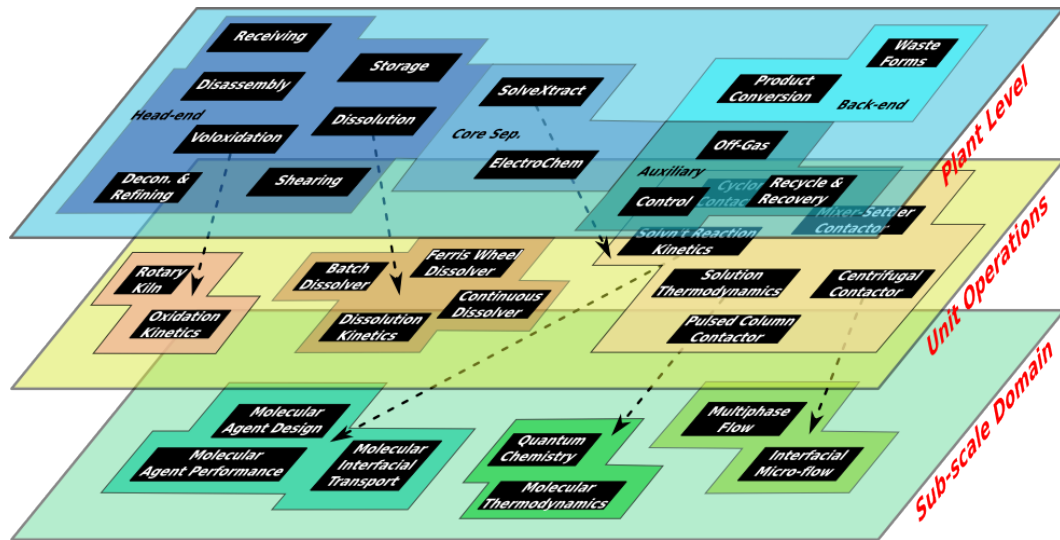 Receiving
Storage
Disassembly
Head-end
Voloxidation
Dissolution
Decon. &
Refining
Shearing
SolveXtract
Core Sep.
ElectroChem
Waste
Forms
Product
Conversion
Back-end
Off-Gas
Auxiliary
Control
Recycle &
Recovery
Plant Level
Mixer-Settler
Contactor
Kinetics
Rotary
Kiln
Oxidation
Kinetics
Batch
Dissolver
Ferris Wheel
Dissolver
Continuous
Dissolver
Dissolution
Kinetics
Solution
Thermodynamics
Centrifugal
Contactor
Pulsed Column
Contactor
Unit Operations
Molecular
Agent Design
Molecular
Agent Performance
Molecular
Interfacial
Transport
Quantum
Chemistry
Molecular
Thermodynamics
Multiphase
Flow
Interfacial
Micro-flow
Sub-scale Domain